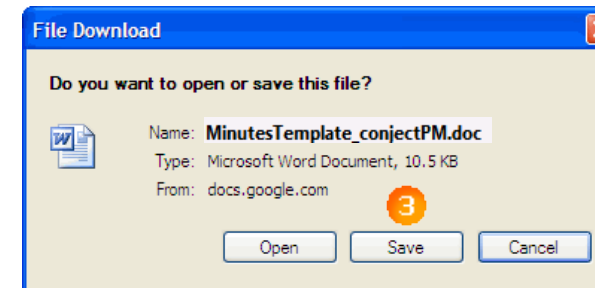 File Download
Do you want to open or save this file?
Name: MinutesTemplate_conjectPM.doc
Type: Microsoft Word Document, 10.5 KB
From: docs.google.com
3
Open Save Cancel